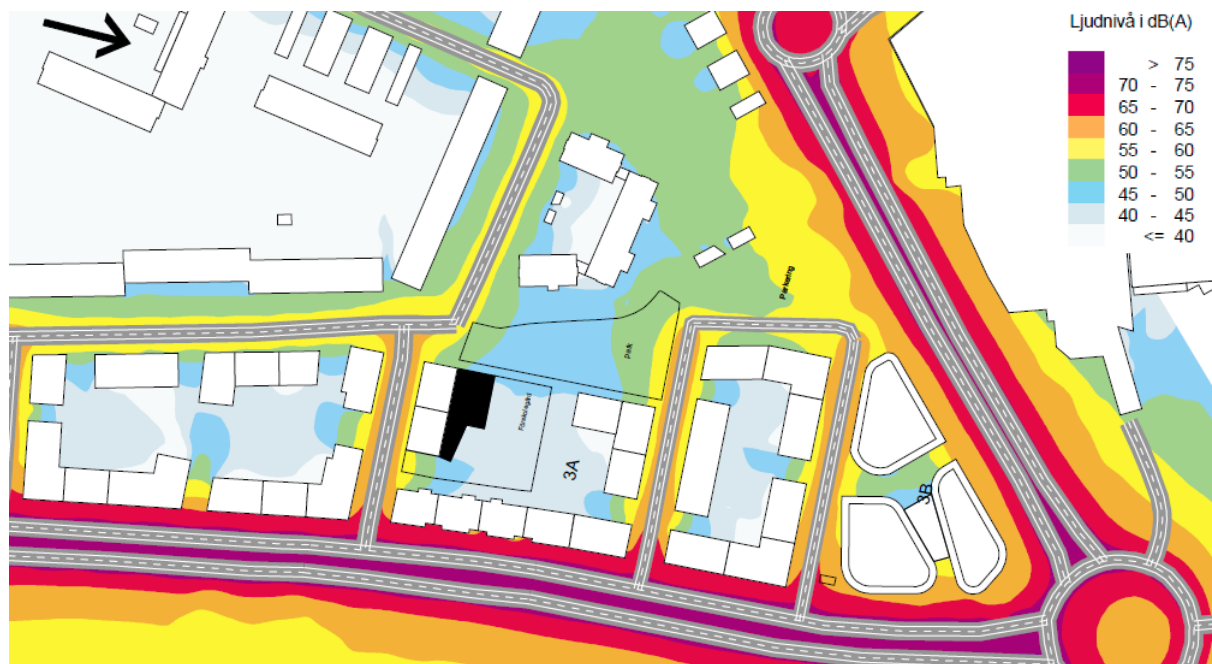 Ljudnivå i dB(A)
> 75
70 - 75
65 - 70
60 - 65
55 - 60
50 - 55
45 - 50
40 - 45
<= 40
Parkering
Park
Förskolegård
3A
3B